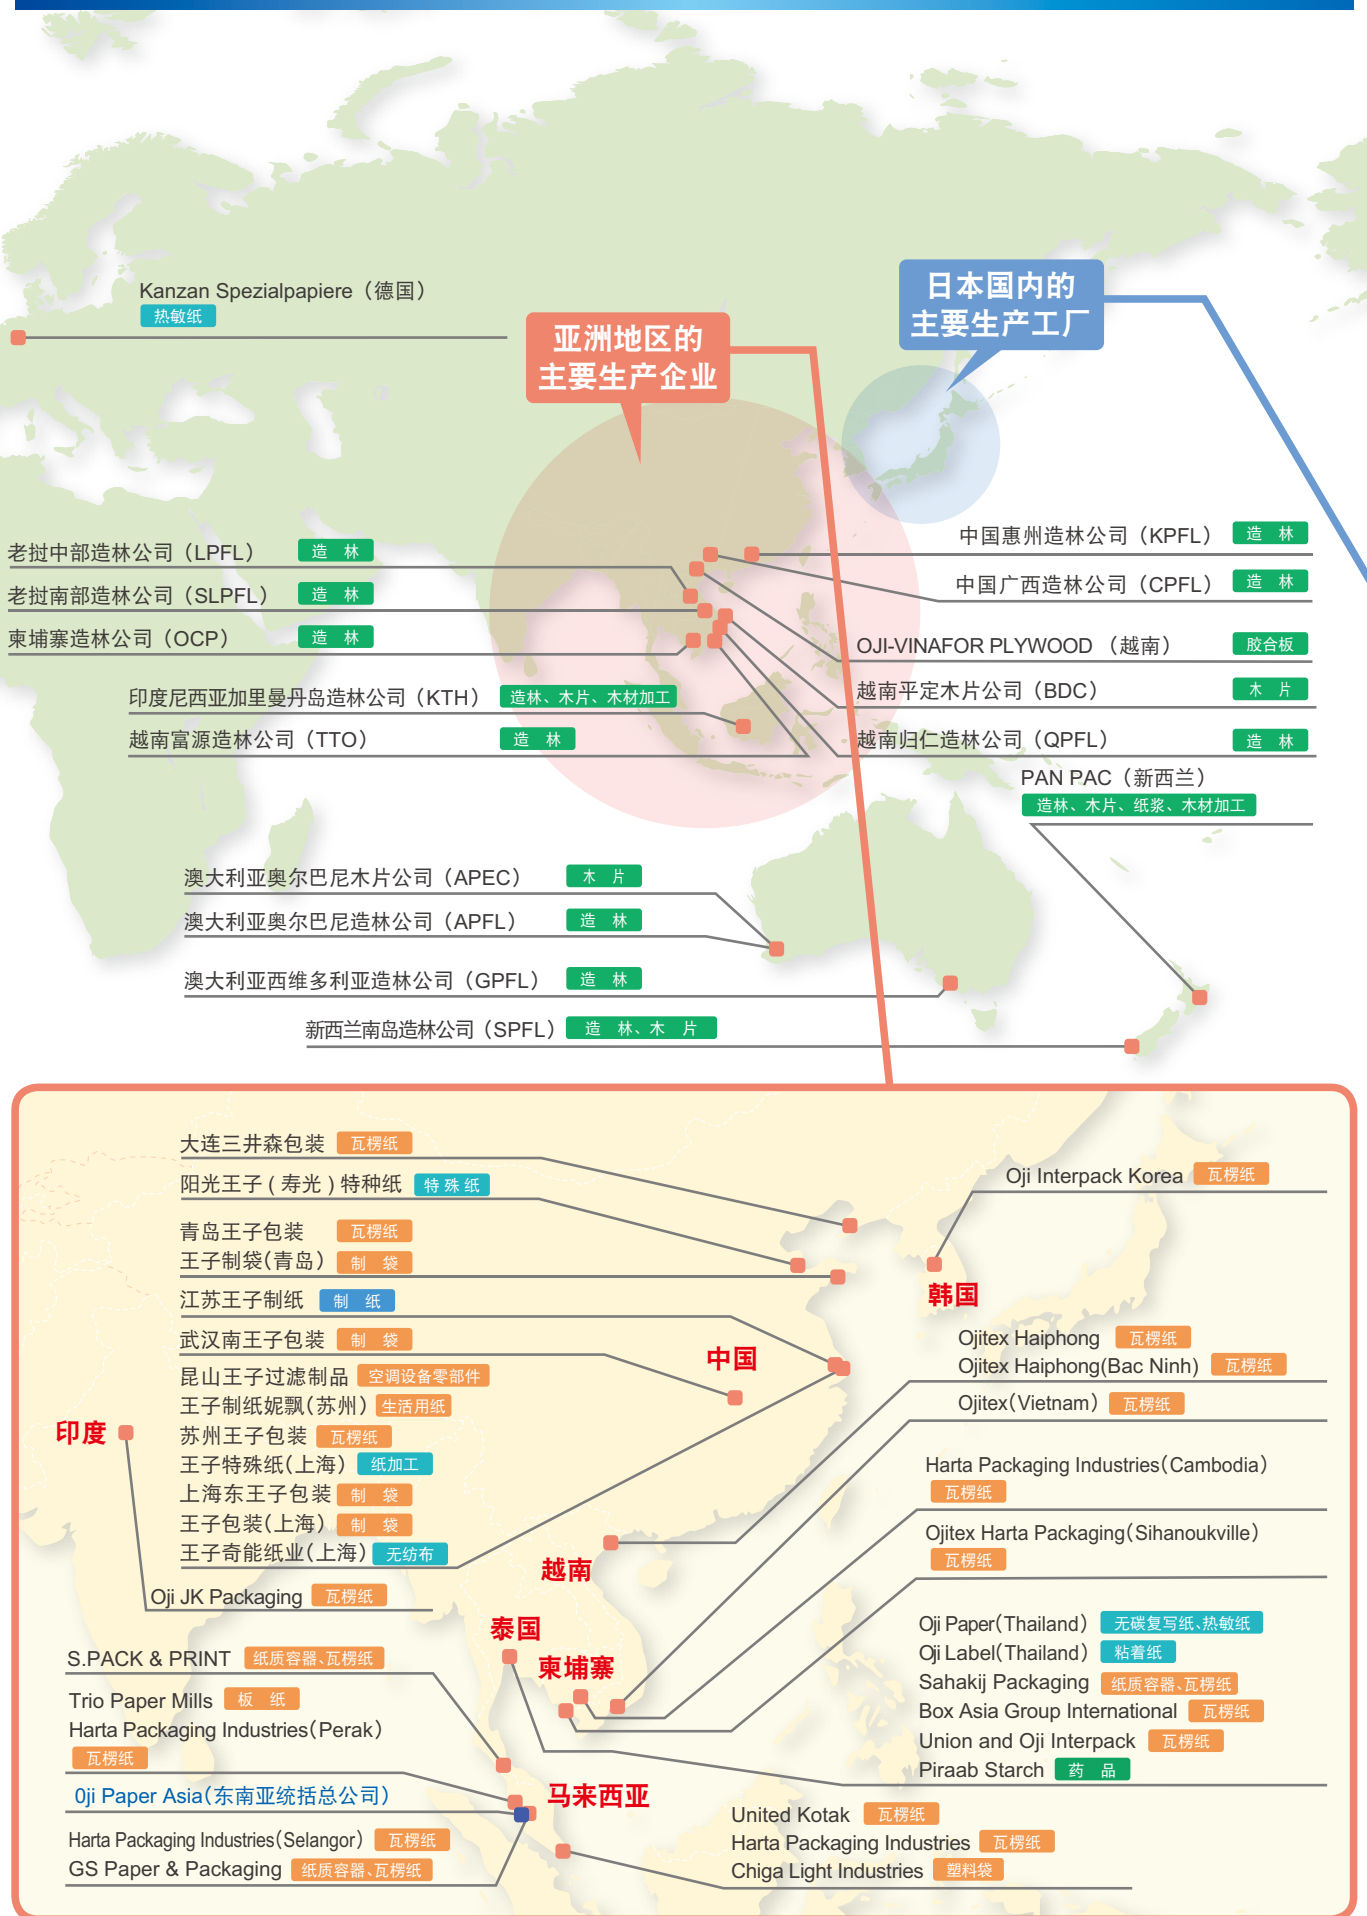 Kanzan Spezialpapiere（德国）
热敏纸
亚洲地区的
主要生产企业
日本国内的
主要生产工厂
老挝中部造林公司（LPFL） 造 林
老挝南部造林公司（SLPFL） 造 林
柬埔寨造林公司（OCP） 造 林
印度尼西亚加里曼丹岛造林公司（KTH） 造林、木片、木材加工
越南富源造林公司（TTO） 造 林
中国惠州造林公司（KPFL） 造 林
中国广西造林公司（CPFL） 造 林
OJI-VINAFOR PLYWOOD （越南） 胶合板
越南平定木片公司（BDC） 木 片
越南归仁造林公司（QPFL） 造 林
PAN PAC（新西兰）
造林、木片、纸浆、木材加工
澳大利亚奥尔巴尼木片公司（APEC） 木 片
澳大利亚奥尔巴尼造林公司（APFL） 造 林
澳大利亚西维多利亚造林公司（GPFL） 造 林
新西兰南岛造林公司（SPFL） 造 林、木 片
大连三井森包装 瓦楞纸
阳光王子 ( 寿光 ) 特种纸 特 殊 纸
青岛王子包装 瓦楞纸
王子制袋(青岛) 制 袋
江苏王子制纸 制 纸
武汉南王子包装 制 袋
昆山王子过滤制品 空调设备零部件
王子制纸妮飘(苏州) 生活用纸
苏州王子包装 瓦楞纸
王子特殊纸(上海) 纸加工
上海东王子包装 制 袋
王子包装(上海) 制 袋
王子奇能纸业(上海) 无纺布
Oji JK Packaging 瓦楞纸
印度
中国
韩国
越南
泰国
柬埔寨
马来西亚
Oji Interpack Korea 瓦楞纸
Ojitex Haiphong 瓦楞纸
Ojitex Haiphong(Bac Ninh) 瓦楞纸
Ojitex(Vietnam) 瓦楞纸
Harta Packaging Industries(Cambodia)
瓦楞纸
Ojitex Harta Packaging(Sihanoukville)
瓦楞纸
Oji Paper(Thailand) 无碳复写纸、热敏纸
Oji Label(Thailand) 粘着纸
Sahakij Packaging 纸质容器、瓦楞纸
Box Asia Group International 瓦楞纸
Union and Oji Interpack 瓦楞纸
Piraab Starch 药 品
S.PACK & PRINT 纸质容器、瓦楞纸
Trio Paper Mills 板 纸
Harta Packaging Industries(Perak)
瓦楞纸
0ji Paper Asia(东南亚统括总公司)
Harta Packaging Industries(Selangor) 瓦楞纸
GS Paper & Packaging 纸质容器、瓦楞纸
United Kotak 瓦楞纸
Harta Packaging Industries 瓦楞纸
Chiga Light Industries 塑料袋